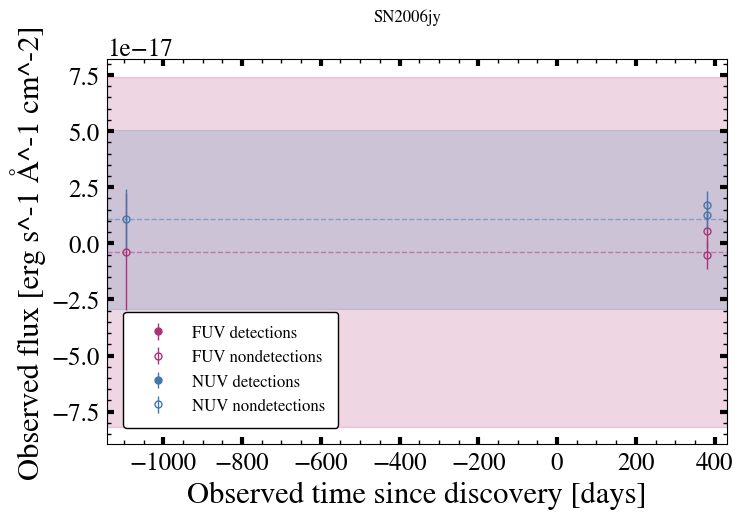 SN2006jy
1e−17
Observed flux [erg s^-1 Å^-1 cm^-2]
7.5
5.0
2.5
0.0
−2.5
−5.0
−7.5
FUV detections
FUV nondetections
NUV detections
NUV nondetections
−1000 −800 −600 −400 −200 0 200 400
Observed time since discovery [days]